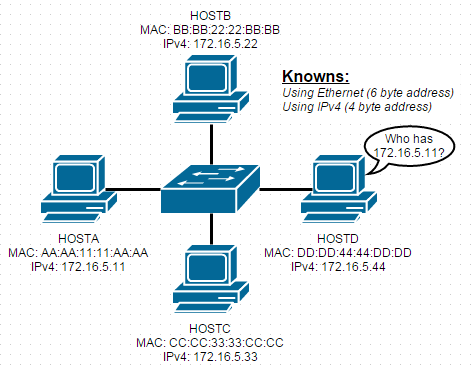 HOSTB
MAC: BB:BB:22:22:BB:BB
IPv4: 172.16.5.22
Knowns:
Using Ethernet (6 byte address)
Using IPv4 (4 byte address)
Who has
172.16.5.11?
HOSTA
MAC: AA:AA:11:11:AA:AA
IPv4: 172.16.5.11
HOSTD
MAC: DD:DD:44:44:DD:DD
IPv4: 172.16.5.44
HOSTC
MAC: CC:CC:33:33:CC:CC
IPv4: 172.16.5.33